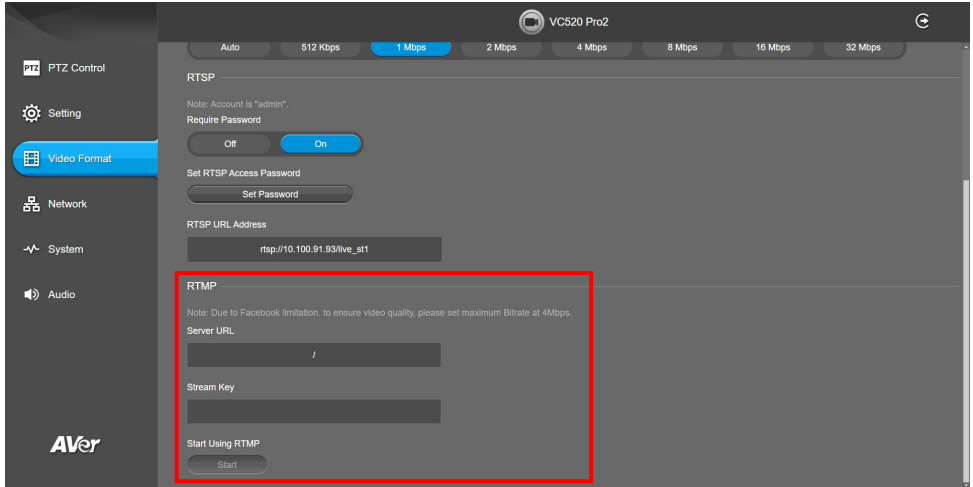 VC520 Pro2
Auto 512 Kbps 1 Mbps 2 Mbps 4 Mbps 8 Mbps 16 Mbps 32 Mbps
PTZ PTZ Control
Setting
Video Format
Network
System
Audio
AVer
RTSP
Note: Account is "admin".
Require Password
Off On
Set RTSP Access Password
Set Password
RTSP URL Address
rtsp://10.100.91.93/live_st1
RTMP
Note: Due to Facebook limitation. to ensure video quality, please set maximum Bitrate at 4Mbps.
Server URL
/
Stream Key
Start Using RTMP
Start